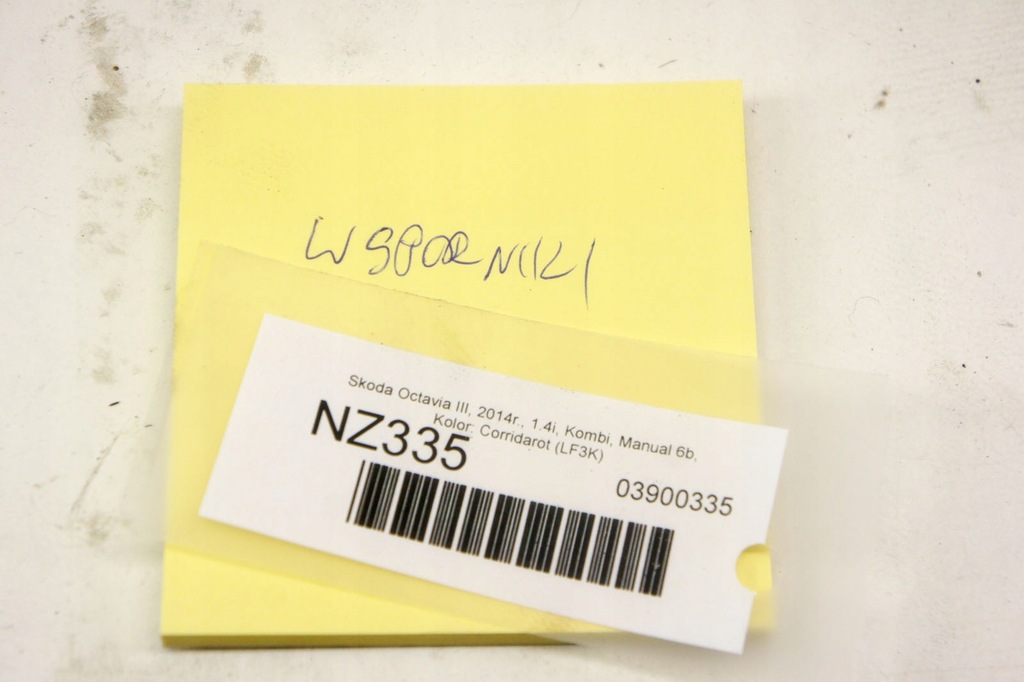 WSPORNIKI
Skoda Octavia III, 2014r., 1.4i, Kombi, Manual 6b,
Kolor: Corridarot (LF3K)
NZ335
03900335